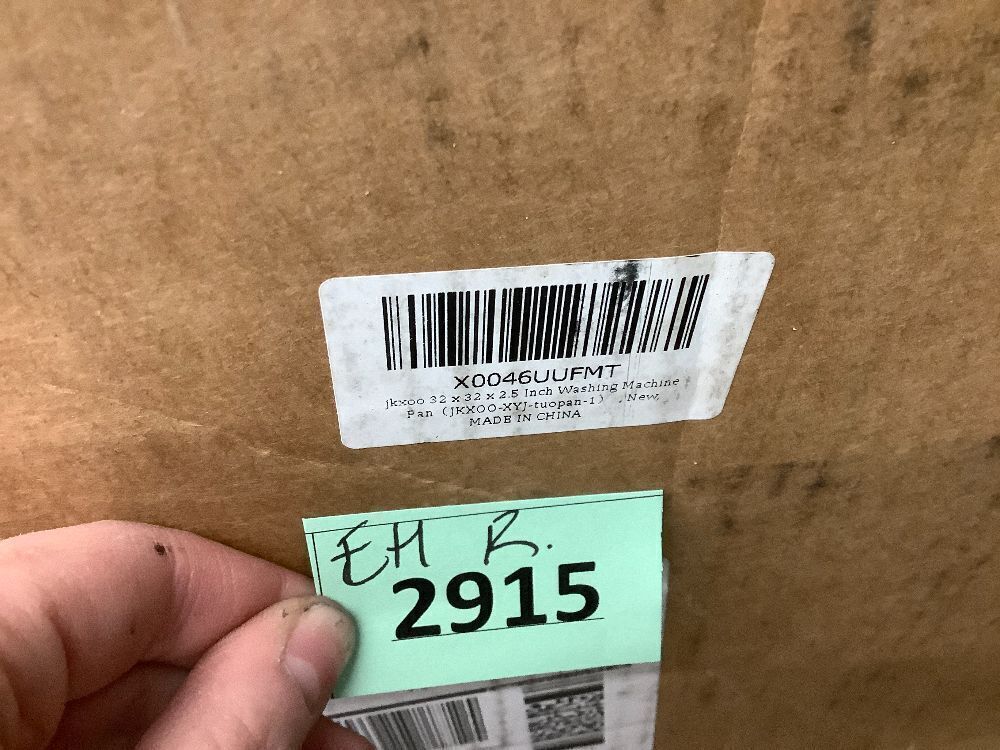 X0046UUFMT
jkxoo 32 x 32 x 2.5 Inch Washing Machine
Pan (JKXOO-XYJ-tuopan-1) , New,
MADE IN CHINA
EH R.
2915